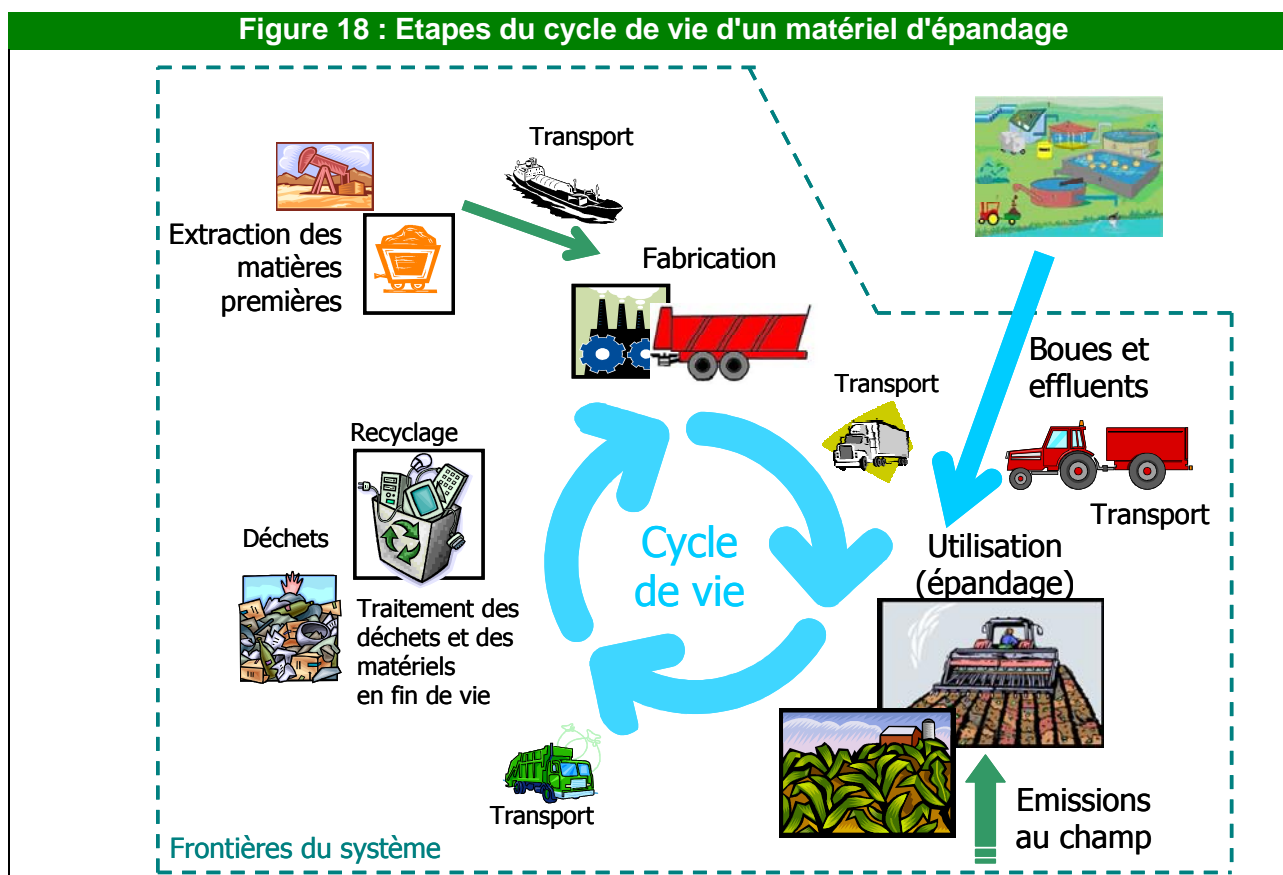 Figure 18 : Etapes du cycle de vie d'un matériel d'épandage
Transport
Extraction des
matières
premières
Fabrication
Boues et
effluents
Transport
Transport
Recyclage
Déchets
Utilisation
(épandage)
Cycle
de vie
Traitement des
déchets et des
matériels
en fin de vie
Transport
Emissions
au champ
Frontières du système